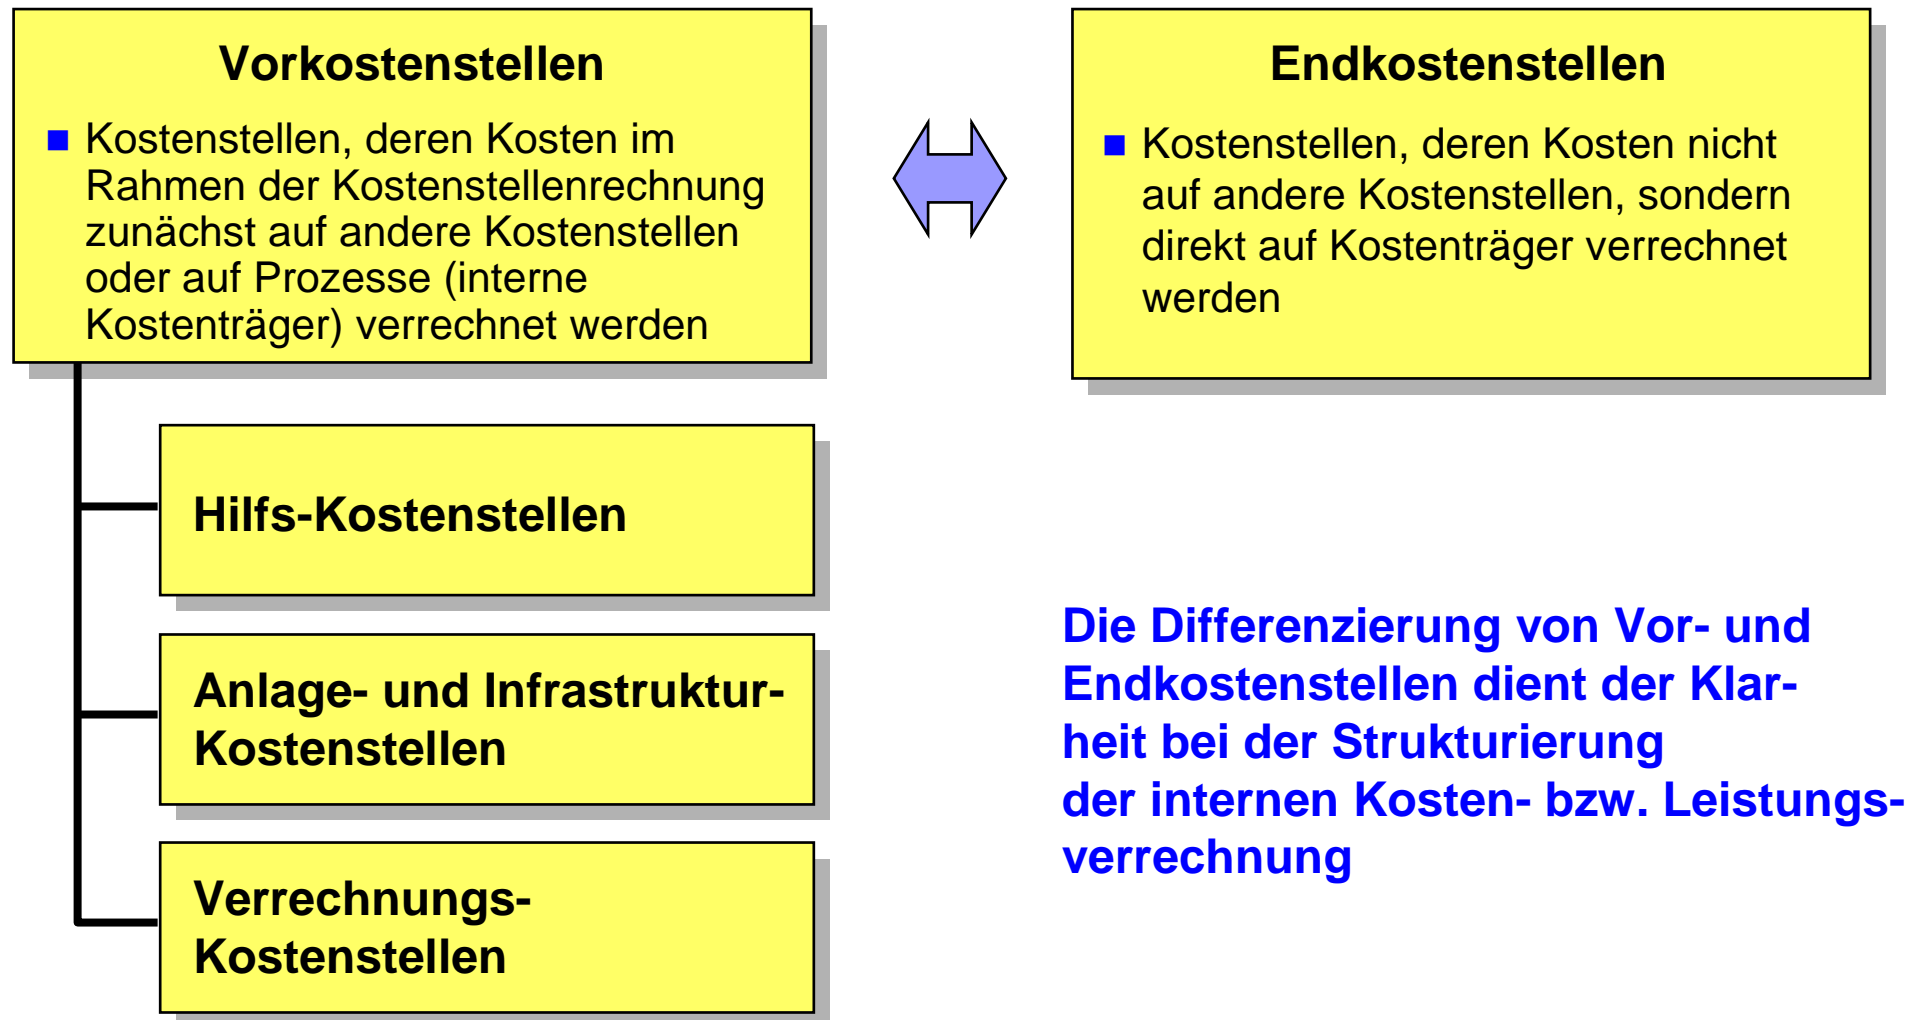 Vorkostenstellen
Kostenstellen, deren Kosten im
Rahmen der Kostenstellenrechnung
zunächst auf andere Kostenstellen
oder auf Prozesse (interne
Kostenträger) verrechnet werden
Endkostenstellen
Kostenstellen, deren Kosten nicht
auf andere Kostenstellen, sondern
direkt auf Kostenträger verrechnet
werden
Hilfs-Kostenstellen
Anlage- und Infrastruktur-
Kostenstellen
Verrechnungs-
Kostenstellen
Die Differenzierung von Vor- und
Endkostenstellen dient der Klar-
heit bei der Strukturierung
der internen Kosten- bzw. Leistungs-
verrechnung